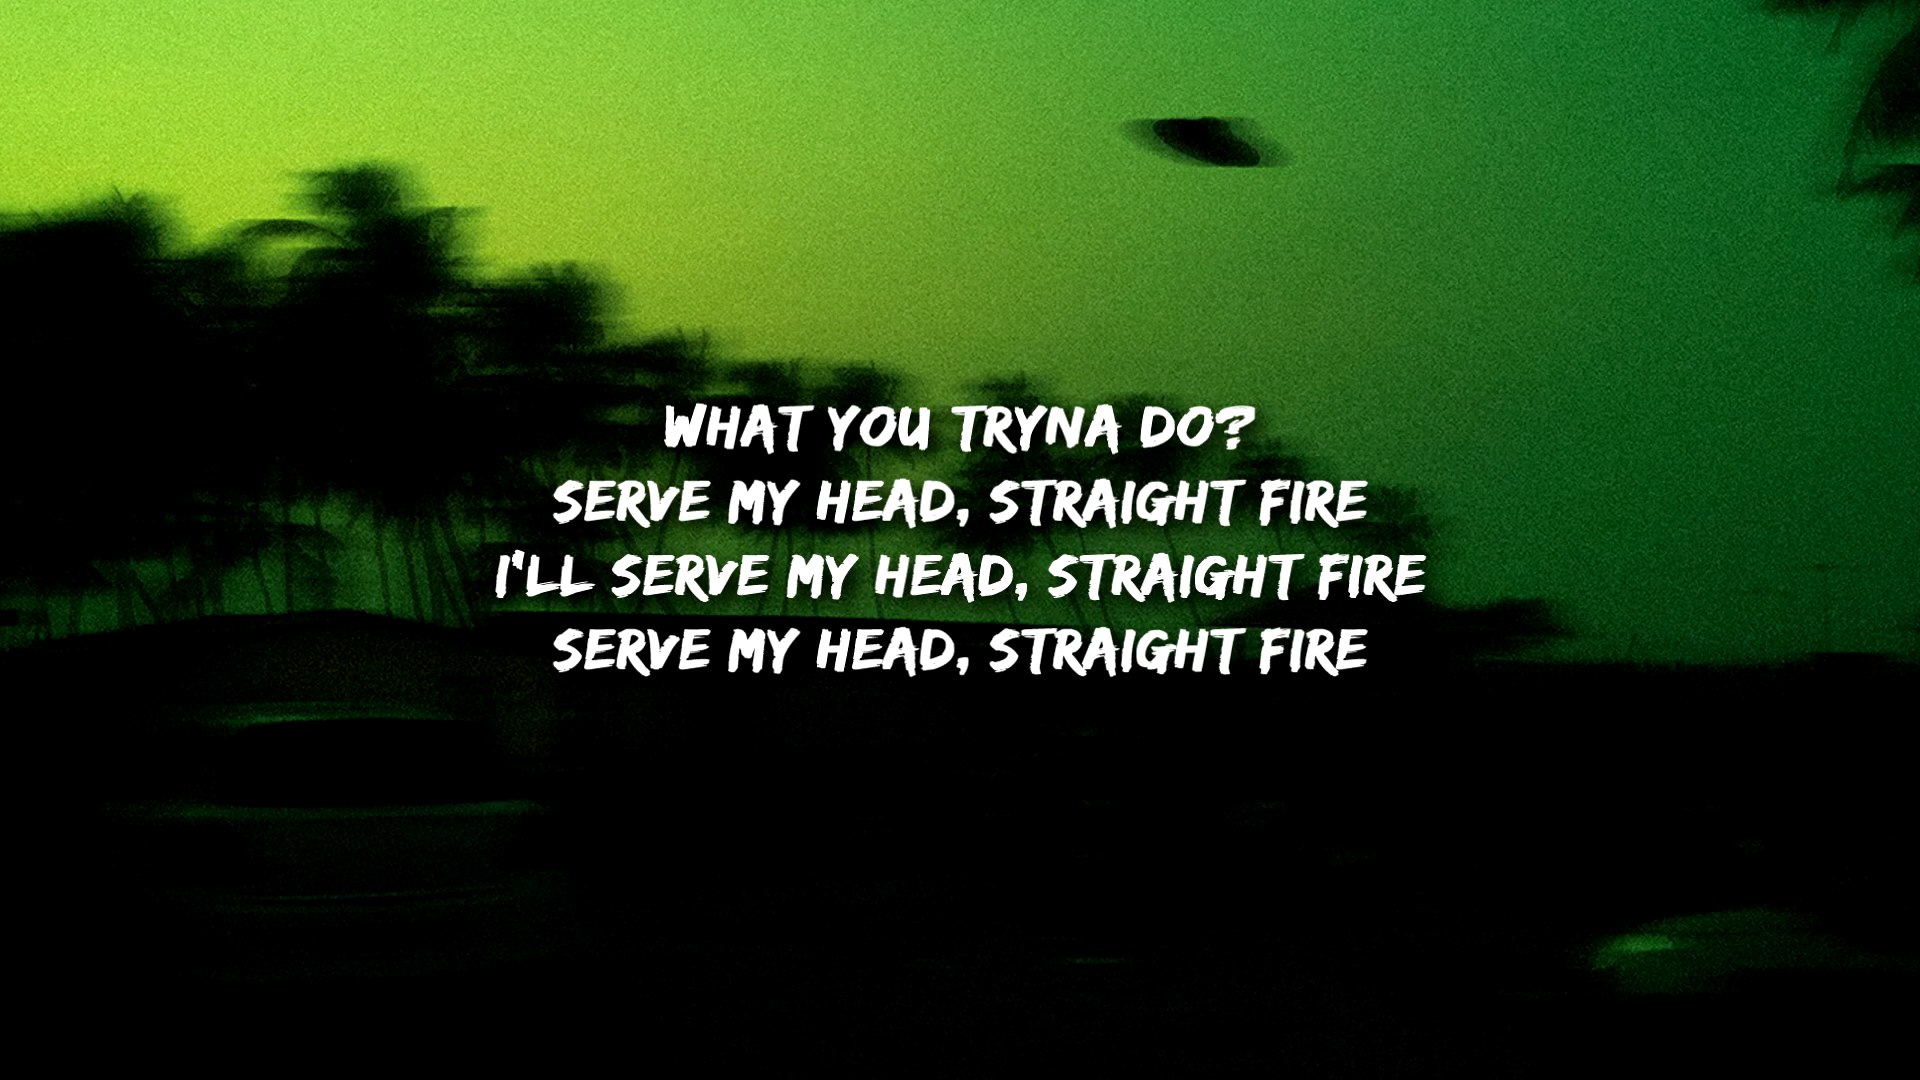 WHAT YOU TRYNA DO?
SERVE MY HEAD, STRAIGHT FIRE
I'LL SERVE MY HEAD, STRAIGHT FIRE
SERVE MY HEAD, STRAIGHT FIRE